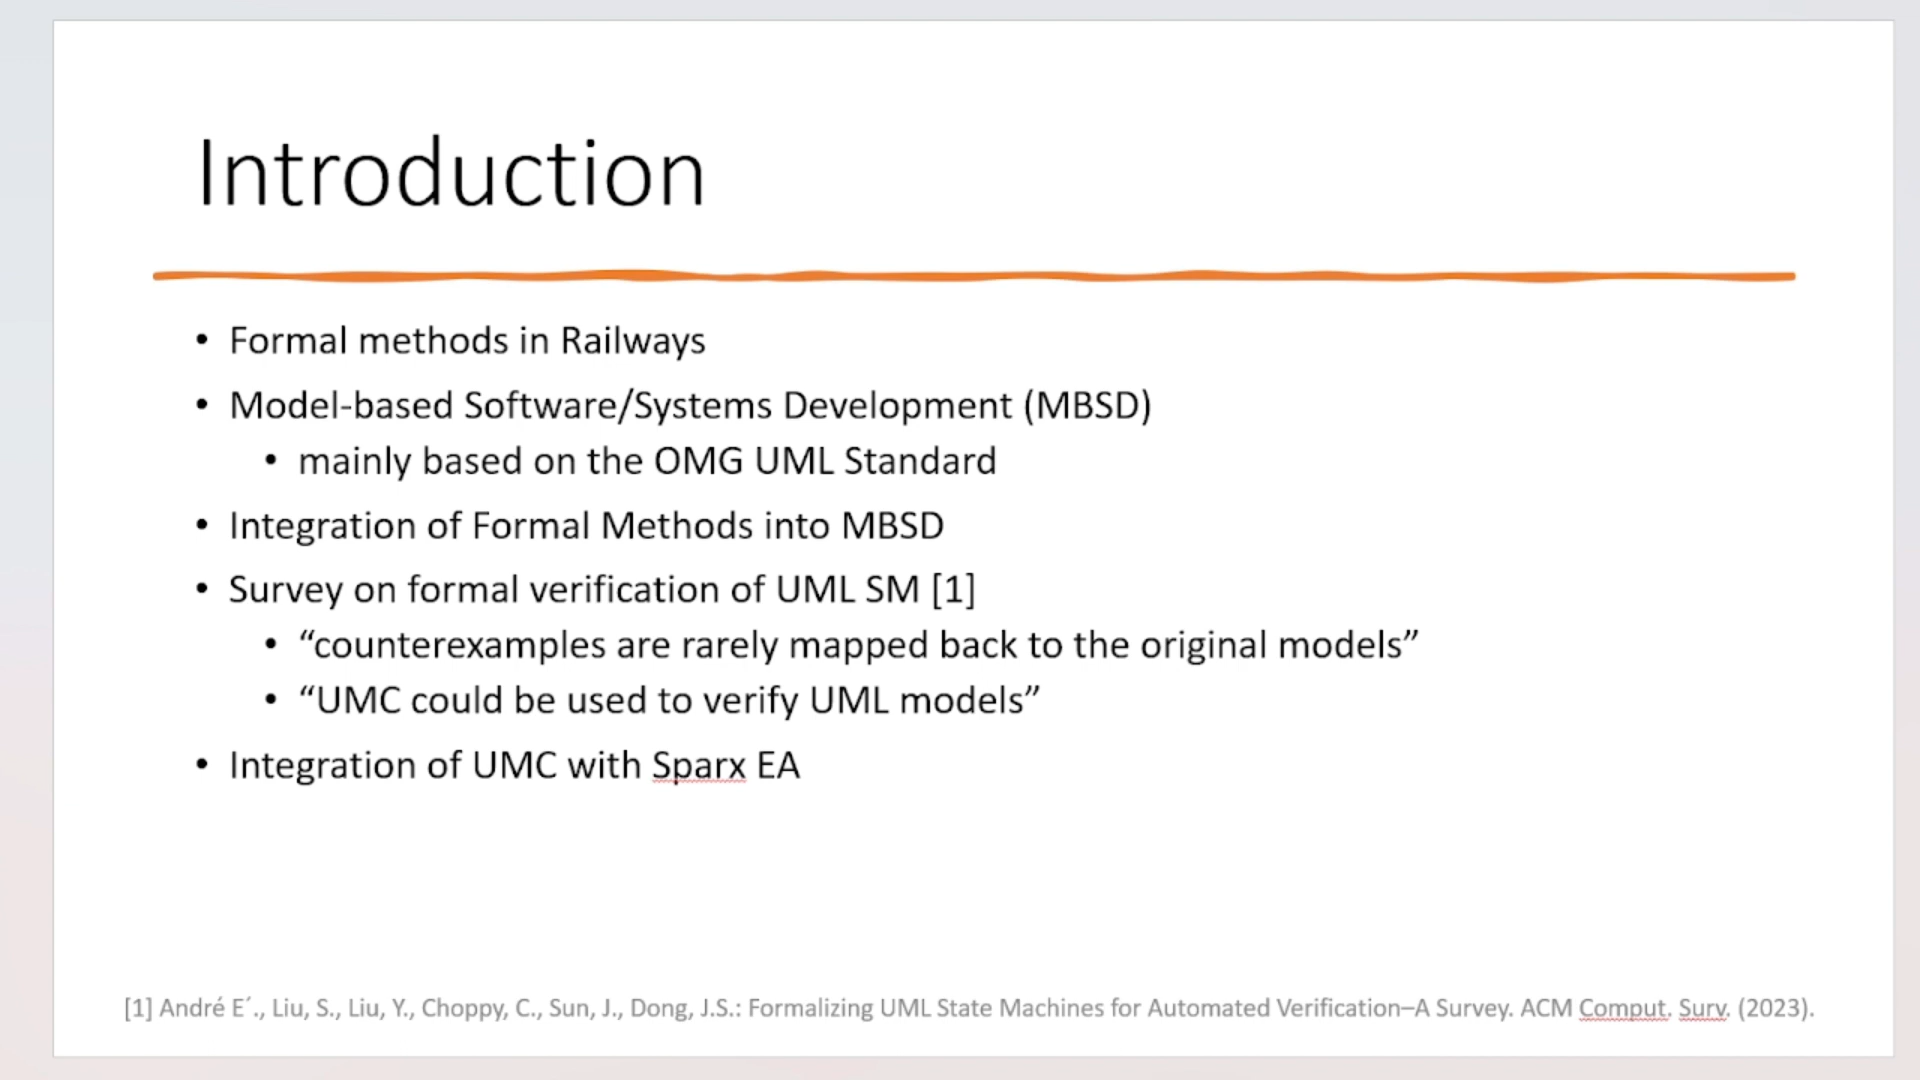 Introduction
• Formal methods in Railways
• Model-based Software/Systems Development (MBSD)
• mainly based on the OMG UML Standard
• Integration of Formal Methods into MBSD
• Survey on formal verification of UML SM [1]
• “counterexamples are rarely mapped back to the original models”
• “UMC could be used to verify UML models”
• Integration of UMC with Sparx EA
[1] André E´., Liu, S., Liu, Y., Choppy, C., Sun, J., Dong, J.S.: Formalizing UML State Machines for Automated Verification–A Survey. ACM Comput. Surv. (2023).